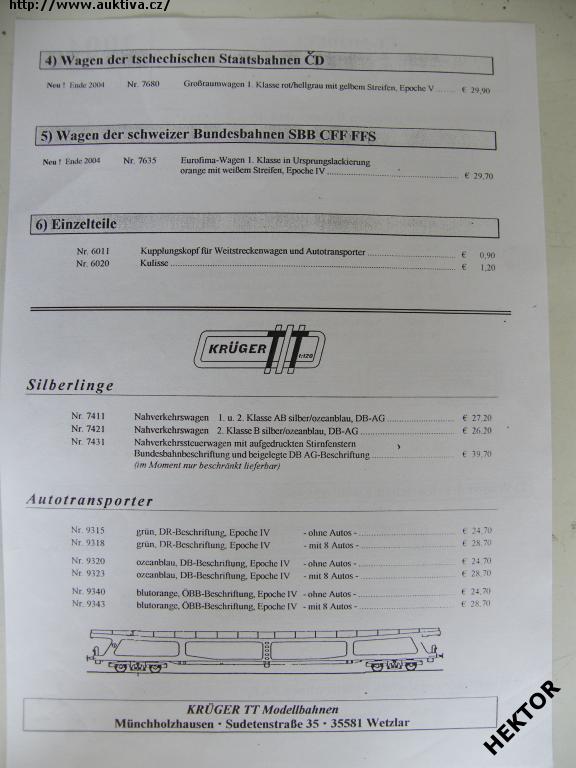 http://www.auktiva.cz/
4) Wagen der tschechischen Staatsbahnen ČD
Neu ! Ende 2004 Nr. 7680 Großraumwagen 1. Klasse rot/hellgrau mit gelbem Streifen, Epoche V ...... € 29,90
5) Wagen der schweizer Bundesbahnen SBB CFF FFS
Neu ! Ende 2004 Nr. 7635 Eurofima-Wagen 1. Klasse in Ursprungslackierung
orange mit weißem Streifen, Epoche IV ...... € 29,70
6) Einzelteile
Nr. 6011 Kupplungskopf für Weitstreckenwagen und Autotransporter ...... € 0,90
Nr. 6020 Kulisse ...... € 1,20
KRÜGER TT 1:120
Silberlinge
Nr. 7411 Nahverkehrswagen 1. u. 2. Klasse AB silber/ozeanblau, DB-AG ...... € 27,20
Nr. 7421 Nahverkehrswagen 2. Klasse B silber/ozeanblau, DB-AG ...... € 26,20
Nr. 7431 Nahverkehrssteuerwagen mit aufgedruckten Stirnfenstern
Bundesbahnbeschriftung und beigelegte DB AG-Beschriftung ...... € 39,70
(im Moment nur beschränkt lieferbar)
Autotransporter
Nr. 9315 grün, DR-Beschriftung, Epoche IV - ohne Autos - ...... € 24,70
Nr. 9318 grün, DR-Beschriftung, Epoche IV - mit 8 Autos - ...... € 28,70
Nr. 9320 ozeanblau, DB-Beschriftung, Epoche IV - ohne Autos - ...... € 24,70
Nr. 9323 ozeanblau, DB-Beschriftung, Epoche IV - mit 8 Autos - ...... € 28,70
Nr. 9340 blutorange, ÖBB-Beschriftung, Epoche IV - ohne Autos - ...... € 24,70
Nr. 9343 blutorange, ÖBB-Beschriftung, Epoche IV - mit 8 Autos - ...... € 28,70
KRÜGER TT Modellbahnen
Münchholzhausen · Sudetenstraße 35 · 35581 Wetzlar
HEKTOR